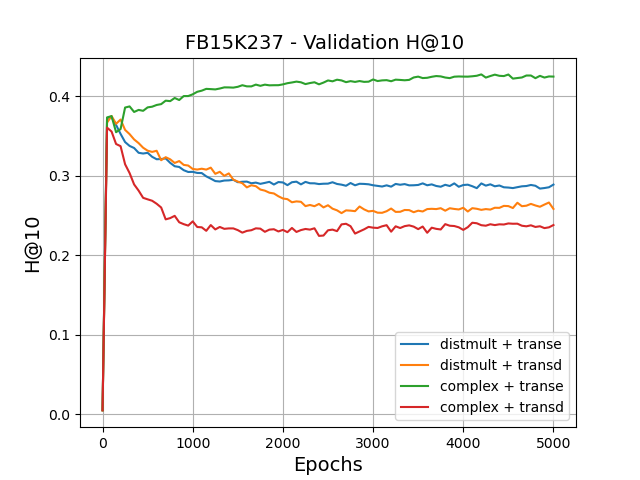 FB15K237 - Validation H@10
H@10
0.4
0.3
0.2
0.1
0.0
0 1000 2000 3000 4000 5000
Epochs
distmult + transe
distmult + transd
complex + transe
complex + transd